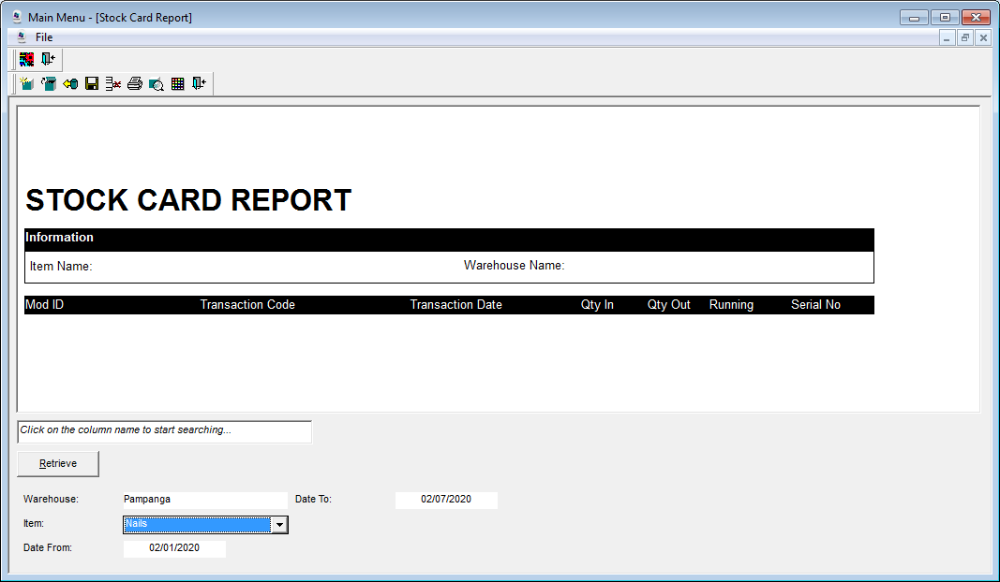 Main Menu - [Stock Card Report]
File
STOCK CARD REPORT
Information
Item Name: Warehouse Name:
Mod ID Transaction Code Transaction Date Qty In Qty Out Running Serial No
Click on the column name to start searching...
Retrieve
Warehouse: Pampanga Date To: 02/07/2020
Item: Nails
Date From: 02/01/2020